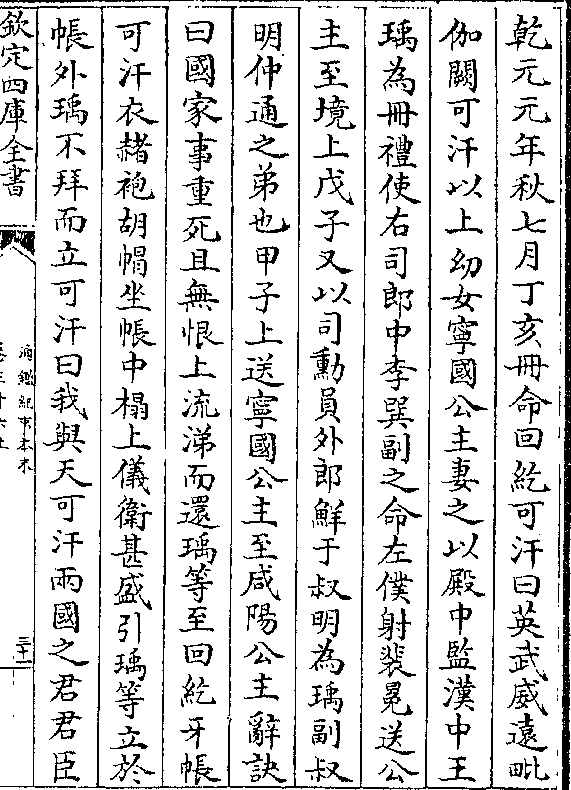 乾元元年秋七月丁亥冊命回紇可汗曰英武威遠毗
伽闕可汗以上幼女寧國公主妻之以殿中監漢中王
瑀為冊禮使右司郎中李巽副之命左僕射裴冕送公
主至境上戊子又以司勳員外郎鮮于叔明為瑀副叔
明仲通之弟也甲子上送寧國公主至咸陽公主辭訣
曰國家事重死且無恨上流涕而還瑀等至回紇牙帳
可汗衣赭袍胡帽坐帳中榻上儀衛甚盛引瑀等立於
帳外瑀不拜而立可汗曰我與天可汗兩國之君君臣
欽定四庫全書
通鑑紀事本末
三十一